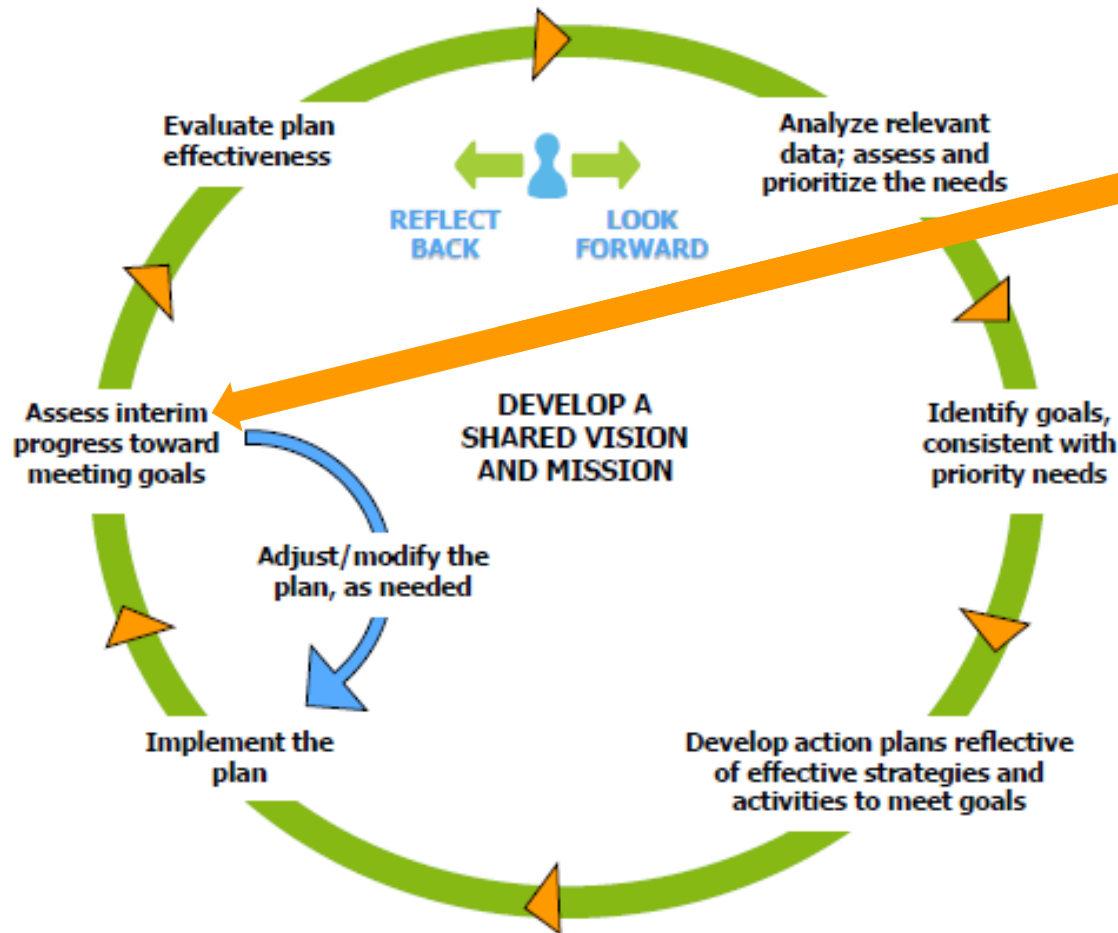 Evaluate plan
effectiveness
Analyze relevant
data; assess and
prioritize the needs
REFLECT
BACK
LOOK
FORWARD
Assess interim
progress toward
meeting goals
DEVELOP A
SHARED VISION
AND MISSION
Identify goals,
consistent with
priority needs
Adjust/modify the
plan, as needed
Implement the
plan
Develop action plans reflective
of effective strategies and
activities to meet goals